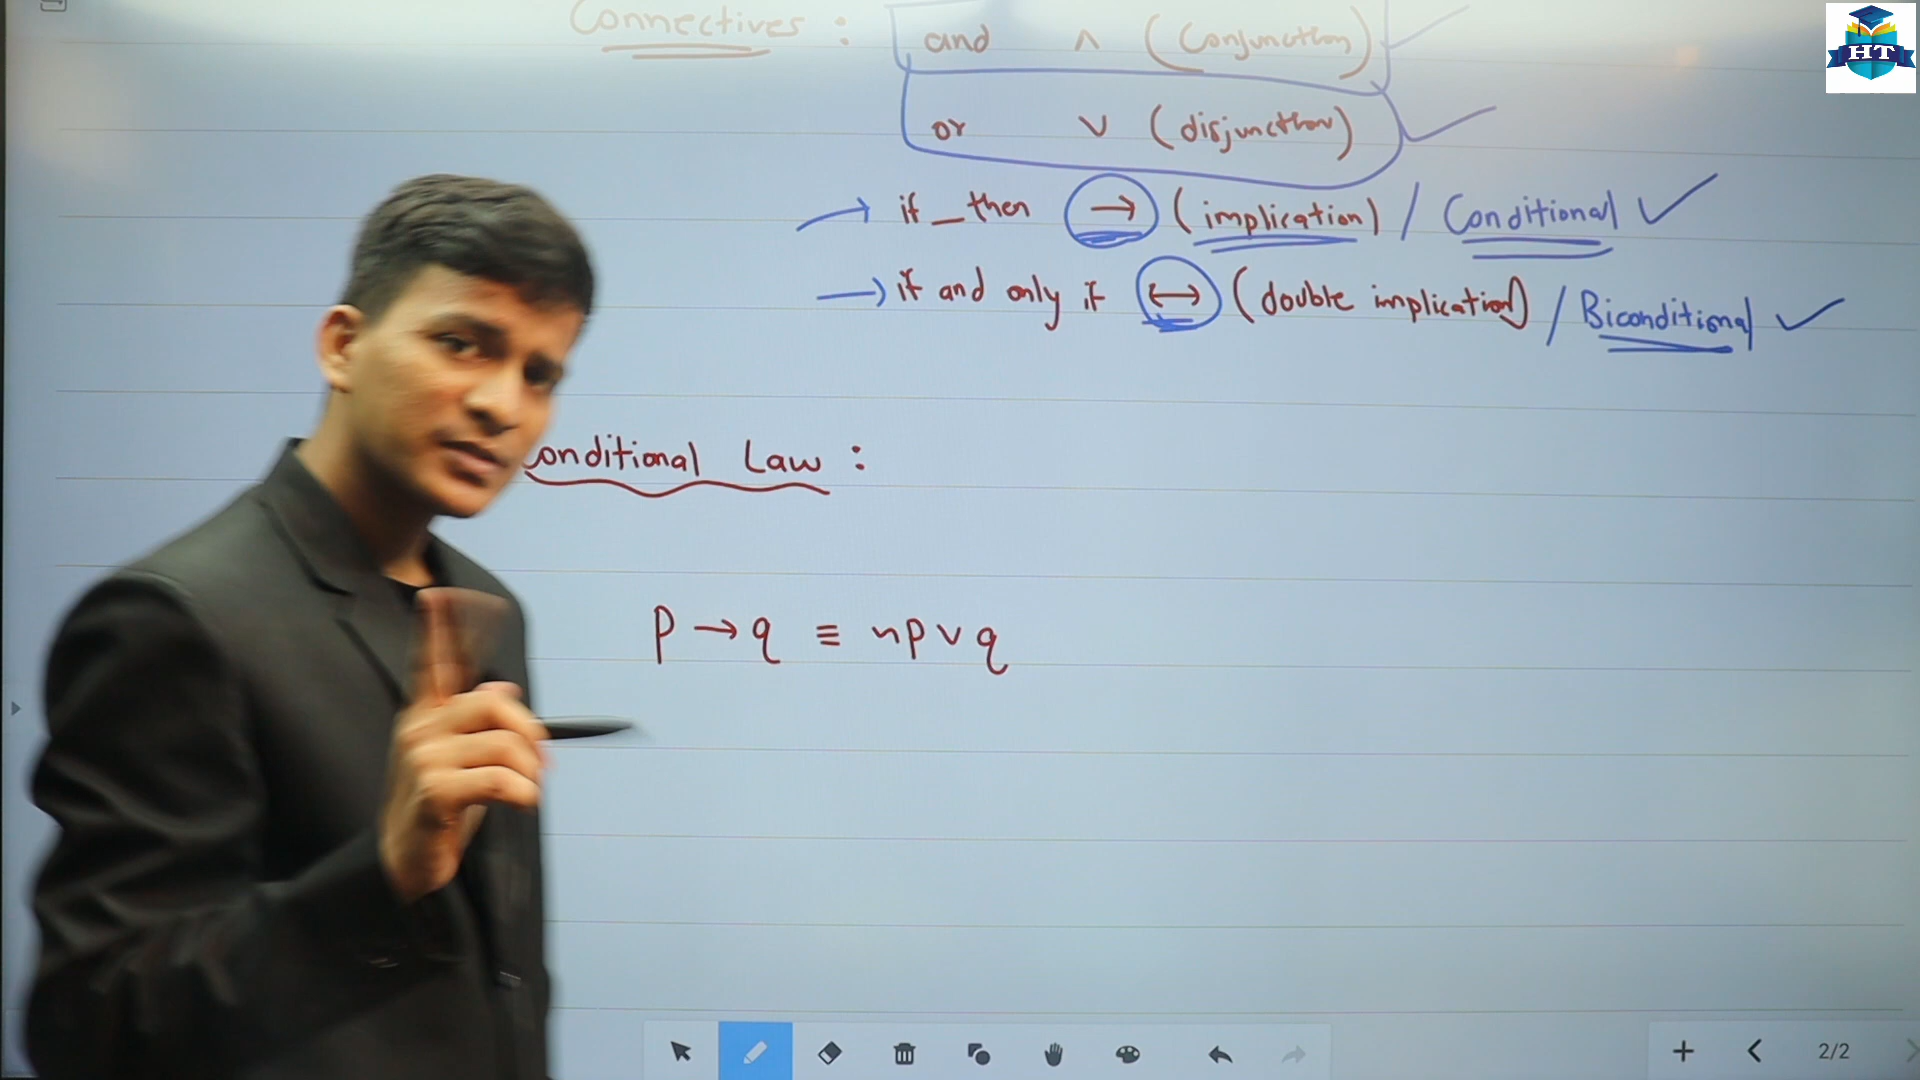 HT
Connectives : and ∧ (Conjunction)
or ∨ (disjunction)
→ if _ then → (implication) / Conditional ✓
→ if and only if ↔ (double implication) / Biconditional ✓
onditional Law :
p → q ≡ ~p ∨ q
2/2